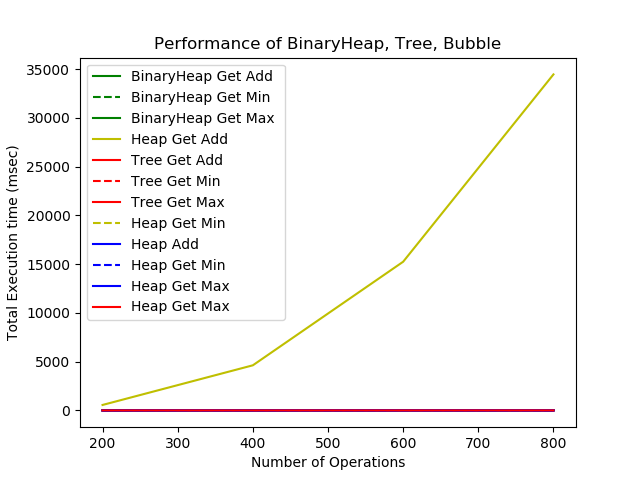 Performance of BinaryHeap, Tree, Bubble
BinaryHeap Get Add
BinaryHeap Get Min
BinaryHeap Get Max
Heap Get Add
Tree Get Add
Tree Get Min
Tree Get Max
Heap Get Min
Heap Add
Heap Get Min
Heap Get Max
Heap Get Max
Total Execution time (msec)
35000
30000
25000
20000
15000
10000
5000
0
200 300 400 500 600 700 800
Number of Operations